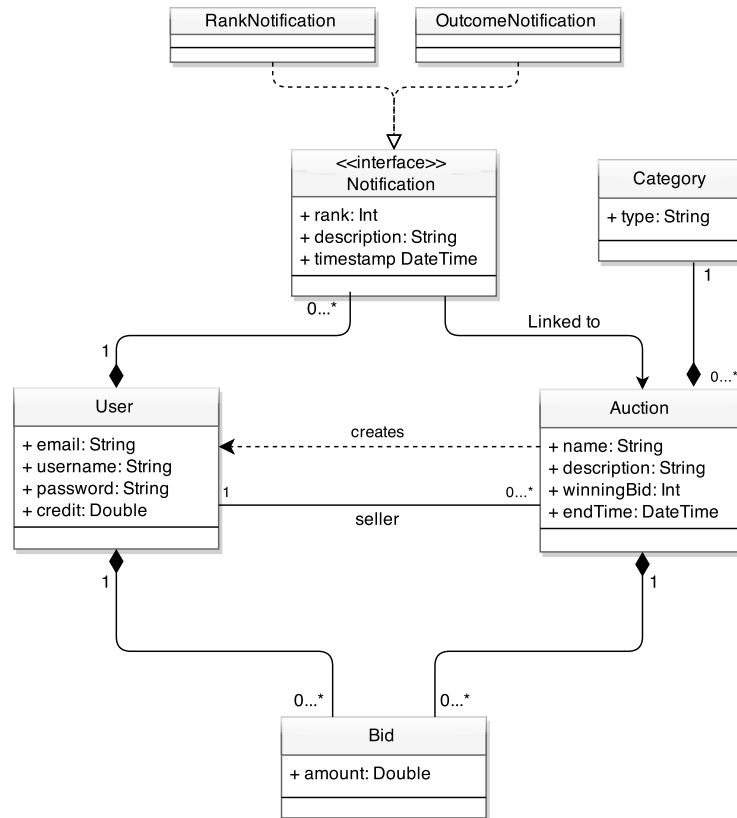 RankNotification
OutcomeNotification
<<interface>>
Notification
+ rank: Int
+ description: String
+ timestamp DateTime
Category
+ type: String
0...*
1
Linked to
1
0...*
User
+ email: String
+ username: String
+ password: String
+ credit: Double
creates
1
0...*
seller
Auction
+ name: String
+ description: String
+ winningBid: Int
+ endTime: DateTime
1
1
0...*
0...*
Bid
+ amount: Double